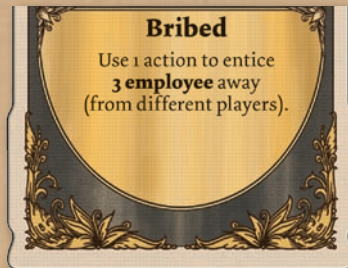 Bribed
Use 1 action to entice
3 employee away
(from different players).